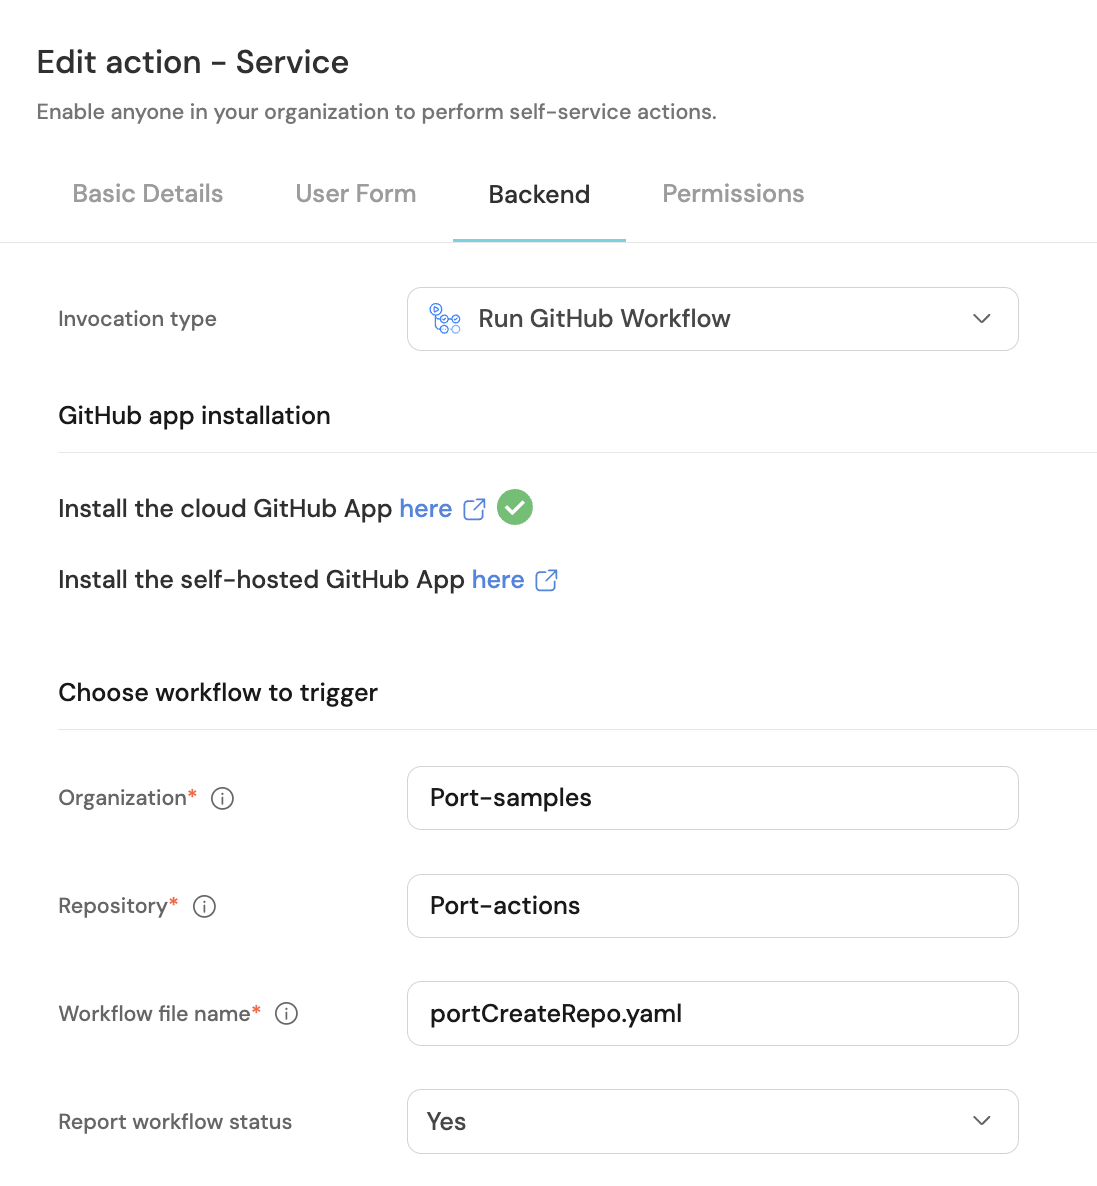 Edit action - Service
Enable anyone in your organization to perform self-service actions.
Basic Details User Form Backend Permissions
Invocation type Run GitHub Workflow
GitHub app installation
Install the cloud GitHub App here
Install the self-hosted GitHub App here
Choose workflow to trigger
Organization* Port-samples
Repository* Port-actions
Workflow file name* portCreateRepo.yaml
Report workflow status Yes